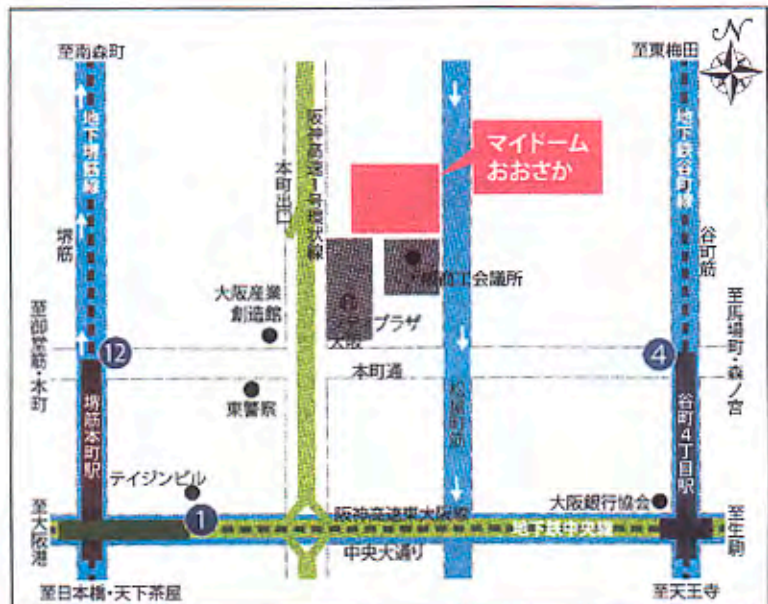 至南森町
至東梅田
N
地下堺筋線
阪神高速1号環状線
本町出口
マイドーム
おおさか
地下鉄谷町線
堺筋
谷町筋
大阪産業
創造館
商工会議所
プラザ
大阪
至御堂筋・本町
至馬場町・森ノ宮
12
4
本町通
東警察
堺筋本町駅
松屋町筋
谷町4丁目駅
テイジンビル
大阪銀行協会
1
至大阪港
阪神高速東大阪線
地下鉄中央線
至生駒
中央大通り
至日本橋・天下茶屋
至天王寺